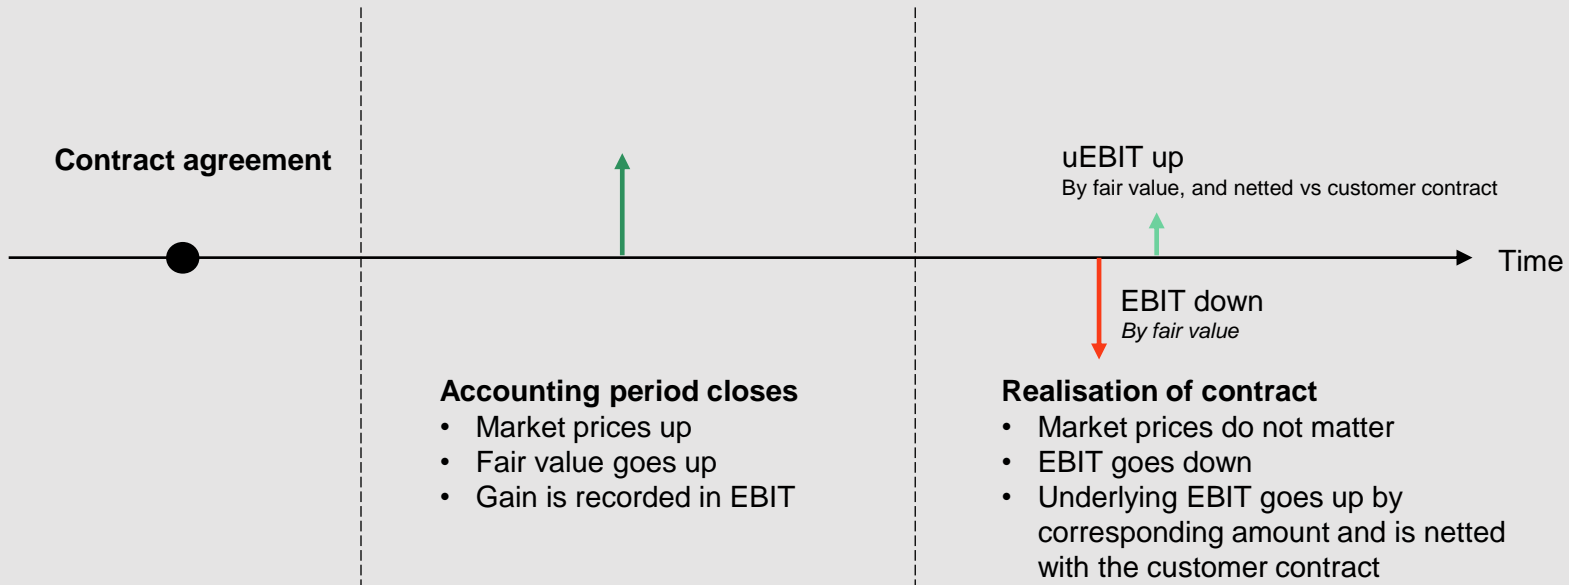 Contract agreement
uEBIT up
By fair value, and netted vs customer contract
Time
EBIT down
By fair value
Accounting period closes
• Market prices up
• Fair value goes up
• Gain is recorded in EBIT
Realisation of contract
• Market prices do not matter
• EBIT goes down
• Underlying EBIT goes up by
corresponding amount and is netted
with the customer contract